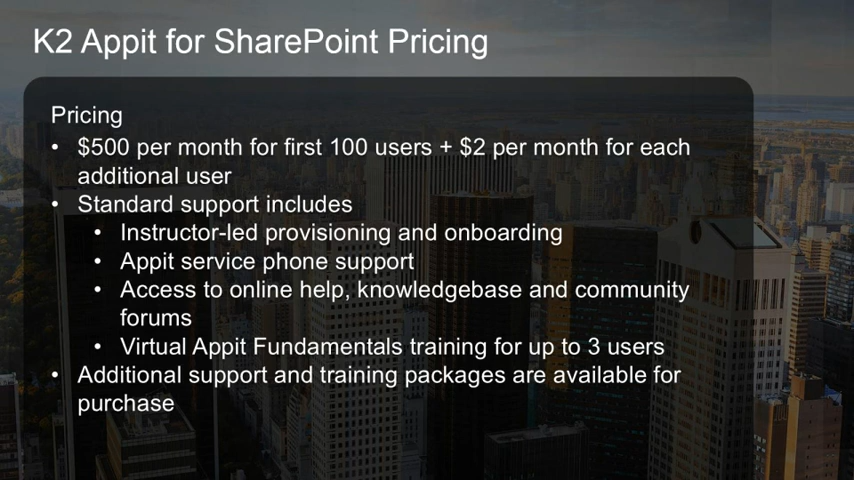 K2 Appit for SharePoint Pricing
Pricing
• $500 per month for first 100 users + $2 per month for each
additional user
• Standard support includes
• Instructor-led provisioning and onboarding
• Appit service phone support
• Access to online help, knowledgebase and community
forums
• Virtual Appit Fundamentals training for up to 3 users
• Additional support and training packages are available for
purchase